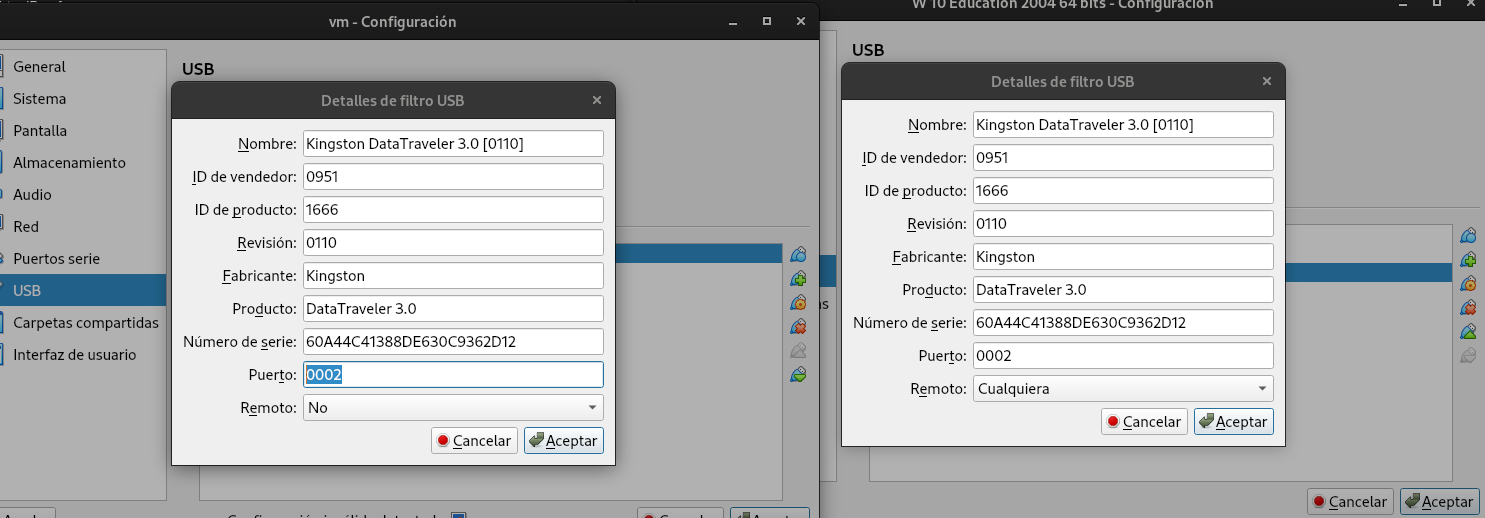 vm - Configuración
General
Sistema
Pantalla
Almacenamiento
Audio
Red
Puertos serie
USB
Carpetas compartidas
Interfaz de usuario
USB
Detalles de filtro USB
Nombre: Kingston DataTraveler 3.0 [0110]
ID de vendedor: 0951
ID de producto: 1666
Revisión: 0110
Fabricante: Kingston
Producto: DataTraveler 3.0
Número de serie: 60A44C41388DE630C9362D12
Puerto: 0002
Remoto: No
Cancelar Aceptar
W 10 Education 2004 64 bits - Configuración
USB
Detalles de filtro USB
Nombre: Kingston DataTraveler 3.0 [0110]
ID de vendedor: 0951
ID de producto: 1666
Revisión: 0110
Fabricante: Kingston
Producto: DataTraveler 3.0
Número de serie: 60A44C41388DE630C9362D12
Puerto: 0002
Remoto: Cualquiera
Cancelar Aceptar
Cancelar Aceptar